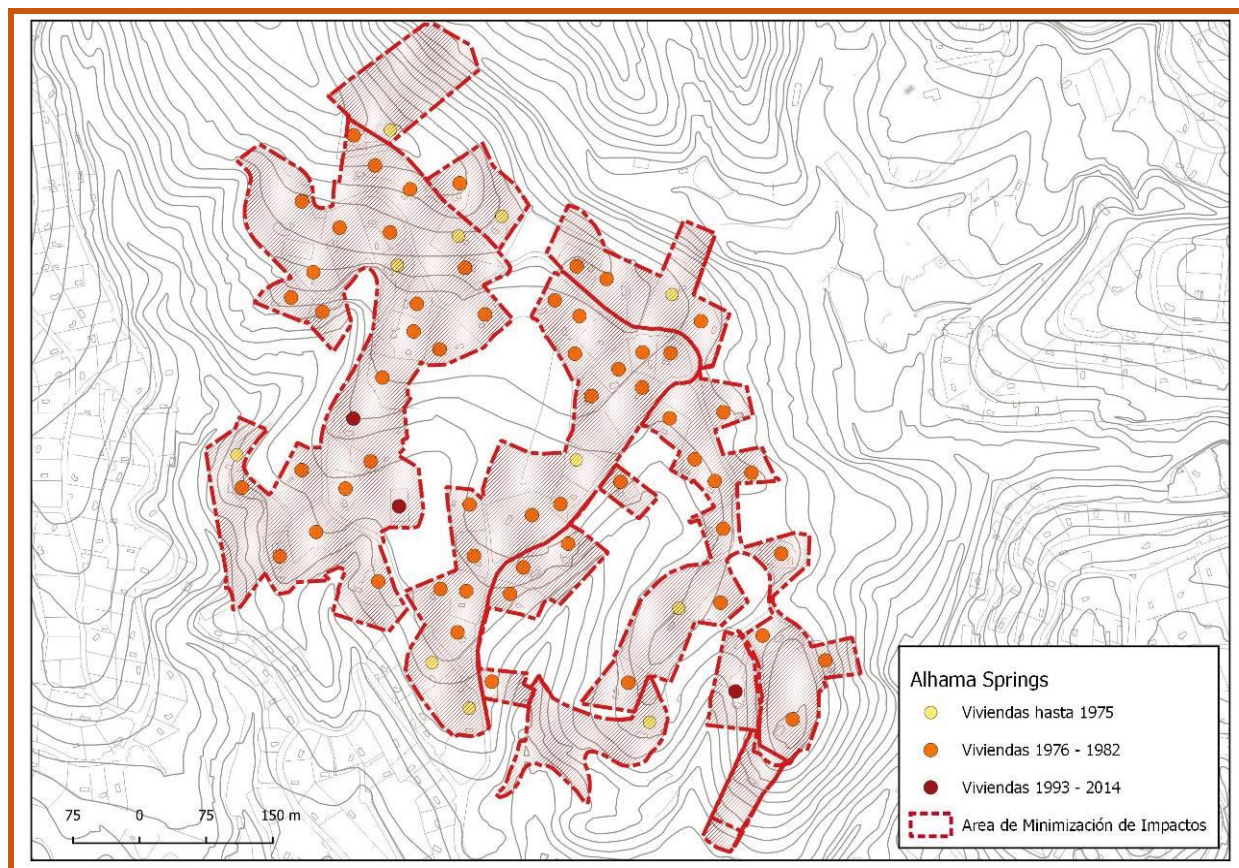 Alhama Springs
Viviendas hasta 1975
Viviendas 1976 - 1982
Viviendas 1993 - 2014
Area de Minimización de Impactos
75 0 75 150 m